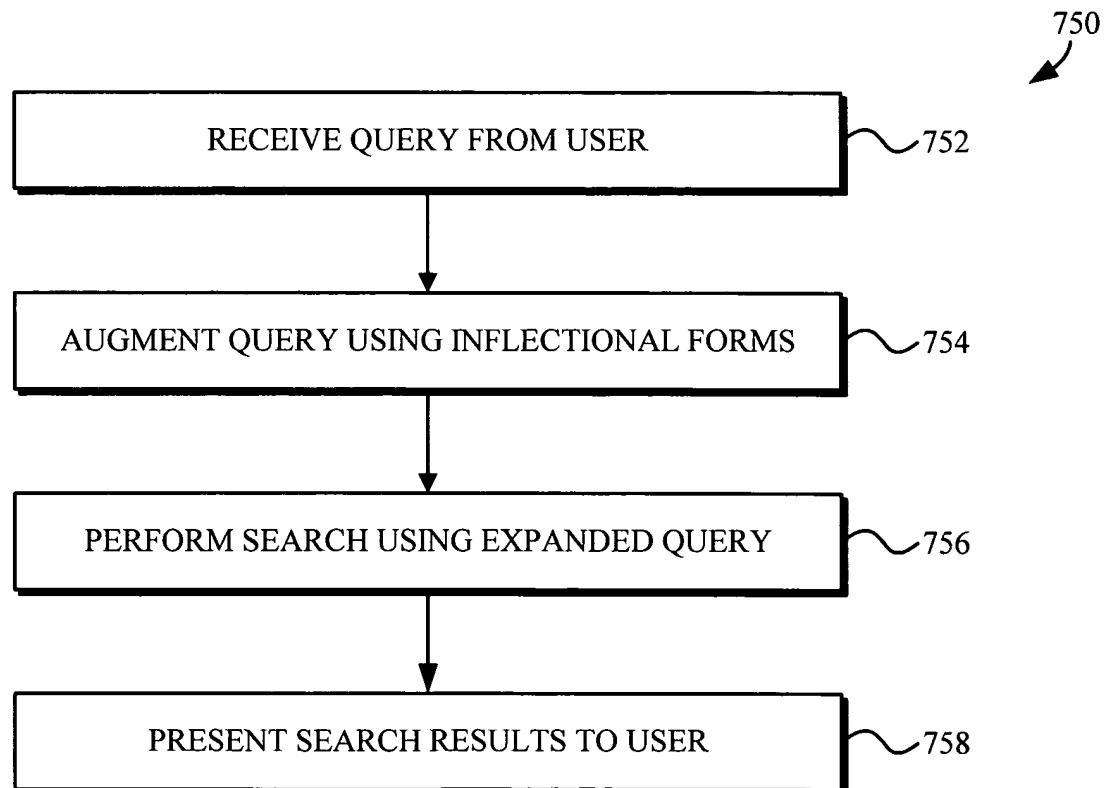 750
RECEIVE QUERY FROM USER
752
AUGMENT QUERY USING INFLECTIONAL FORMS
754
PERFORM SEARCH USING EXPANDED QUERY
756
PRESENT SEARCH RESULTS TO USER
758